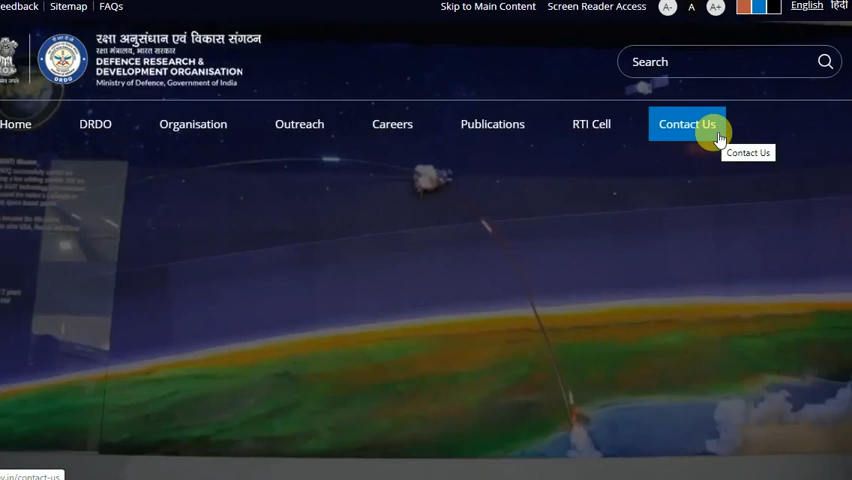 eedback Sitemap FAQs Skip to Main Content Screen Reader Access A- A A+ English हिंदी
रक्षा अनुसंधान एवं विकास संगठन
रक्षा मंत्रालय, भारत सरकार
DEFENCE RESEARCH &
DEVELOPMENT ORGANISATION
Ministry of Defence, Government of India
DRDO
Search
Home DRDO Organisation Outreach Careers Publications RTI Cell Contact Us
Contact Us
ov.in/contact-us